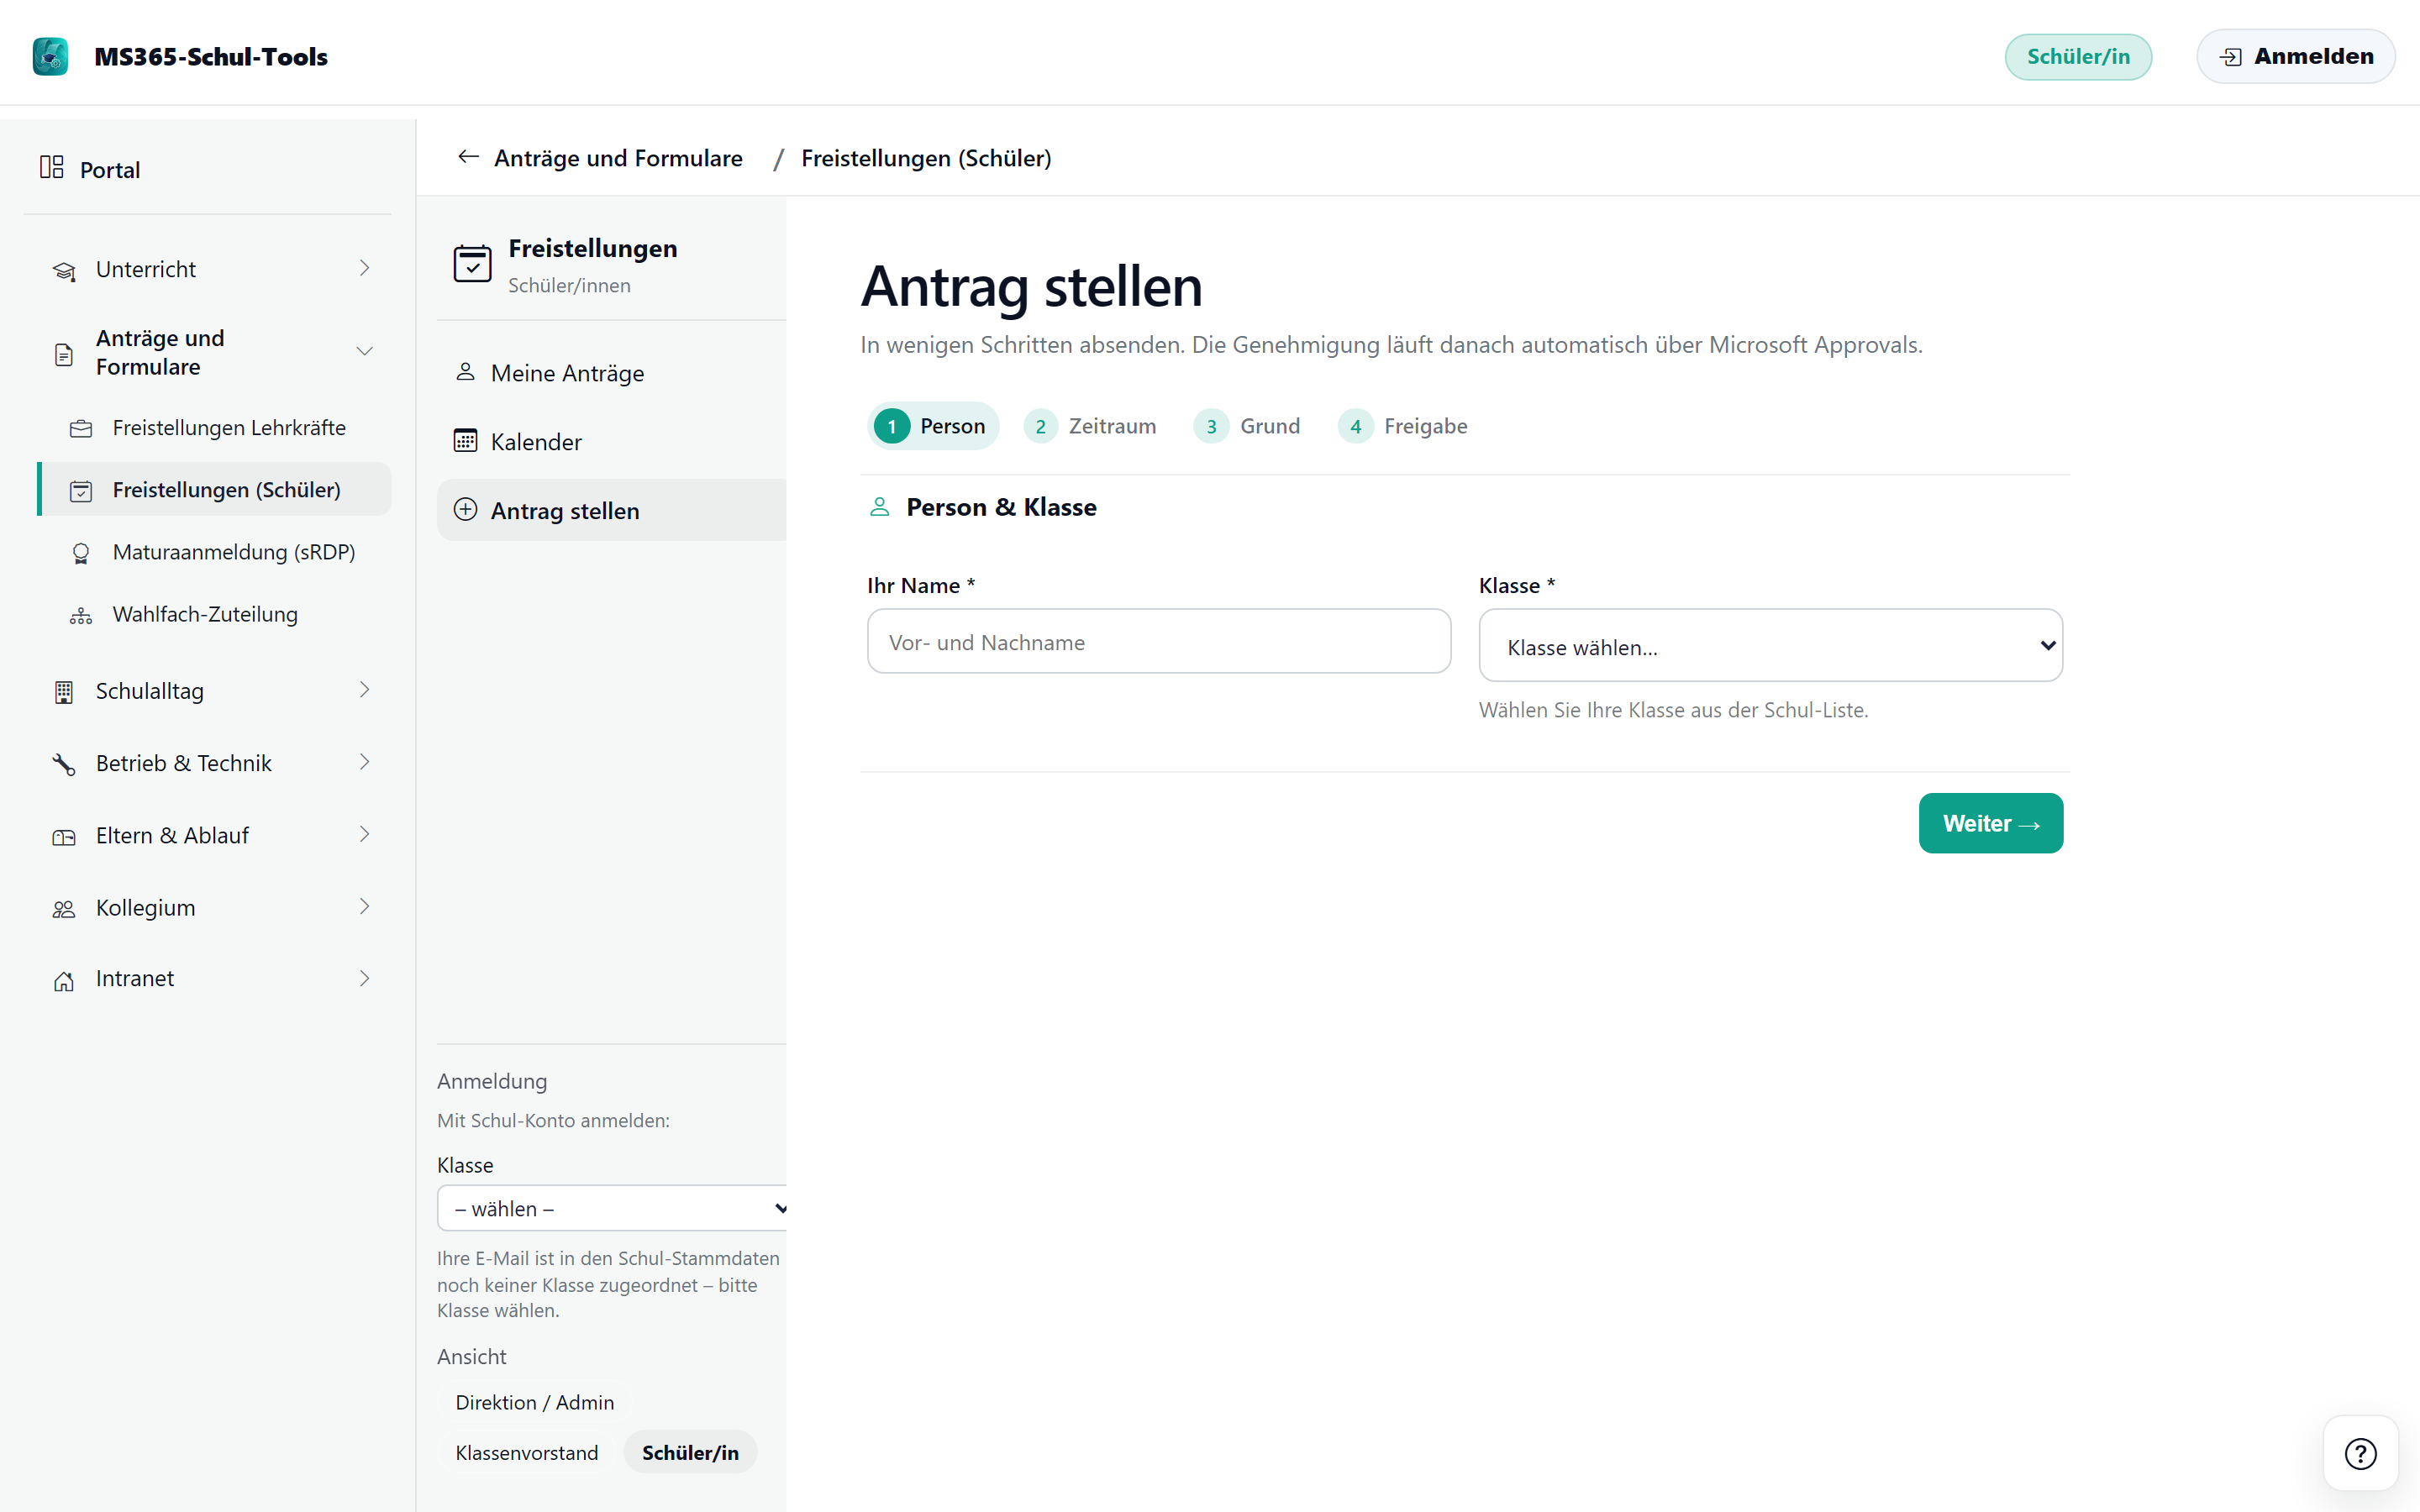 MS365-Schul-Tools
Schüler/in
Anmelden
Portal
Unterricht
Anträge und
Formulare
Freistellungen Lehrkräfte
Freistellungen (Schüler)
Maturaanmeldung (sRDP)
Wahlfach-Zuteilung
Schulalltag
Betrieb & Technik
Eltern & Ablauf
Kollegium
Intranet
← Anträge und Formulare / Freistellungen (Schüler)
Freistellungen
Schüler/innen
Meine Anträge
Kalender
Antrag stellen
Anmeldung
Mit Schul-Konto anmelden:
Klasse
– wählen –
Ihre E-Mail ist in den Schul-Stammdaten
noch keiner Klasse zugeordnet – bitte
Klasse wählen.
Ansicht
Direktion / Admin
Klassenvorstand
Schüler/in
Antrag stellen
In wenigen Schritten absenden. Die Genehmigung läuft danach automatisch über Microsoft Approvals.
1 Person
2 Zeitraum
3 Grund
4 Freigabe
Person & Klasse
Ihr Name *
Vor- und Nachname
Klasse *
Klasse wählen...
Wählen Sie Ihre Klasse aus der Schul-Liste.
Weiter →
?